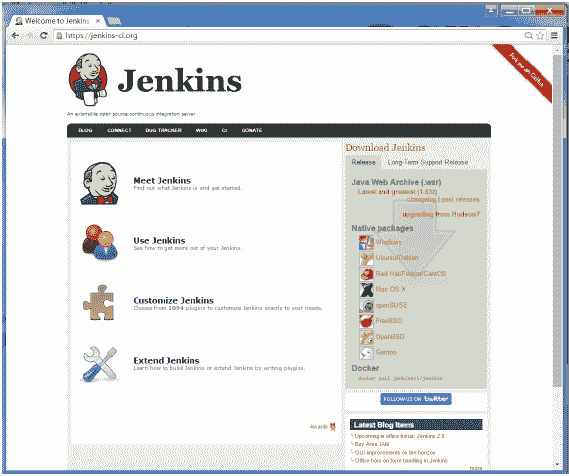 Welcome to Jenkins
https://jenkins-ci.org
Fork me on GitHub
Jenkins
An extensible open source continuous integration server
BLOG CONNECT BUG TRACKER WIKI CI DONATE
Meet Jenkins
Find out what Jenkins is and get started.
Use Jenkins
See how to get more out of your Jenkins.
Customize Jenkins
Choose from 1094 plugins to customize Jenkins exactly to your needs.
Extend Jenkins
Learn how to build Jenkins or extend Jenkins by writing plugins.
Awards
Download Jenkins
Release Long-Term Support Release
Java Web Archive (.war)
Latest and greatest (1.632)
changelog | past releases
upgrading from Hudson?
Native packages
Windows
Ubuntu/Debian
Red Hat/Fedora/CentOS
Mac OS X
openSUSE
FreeBSD
OpenBSD
Gentoo
Docker
docker pull jenkinsci/jenkins
FOLLOW US ON twitter
Latest Blog Items
Upcoming in office hours: Jenkins 2.0
Bay Area JAM
GUI improvements on the horizon
Office hours on form handling in Jenkins
more